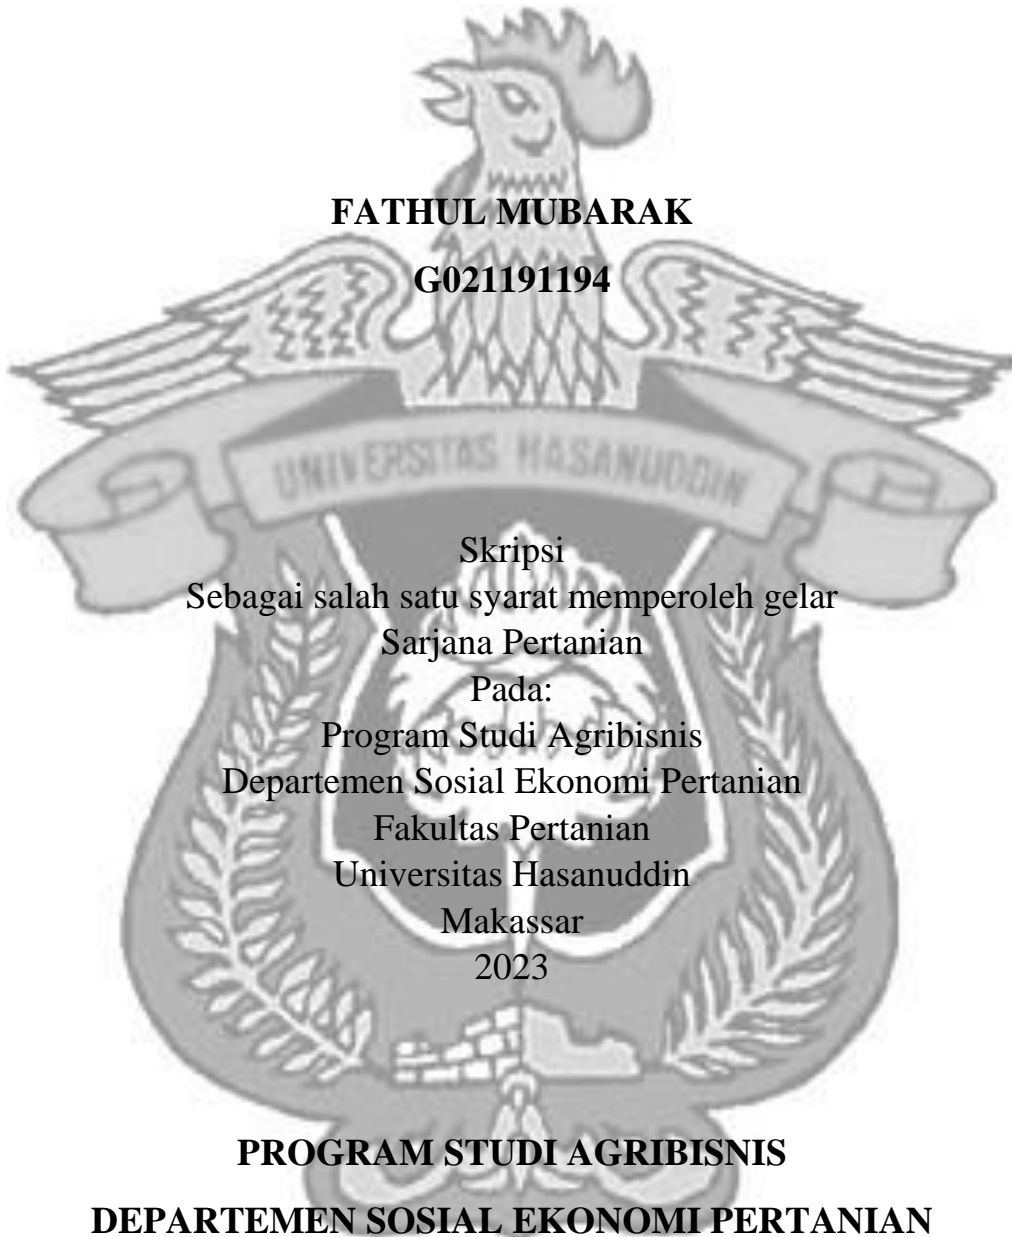 FATHUL MUBARAK
G021191194
UNIVERSITAS HASANUDDIN
Skripsi
Sebagai salah satu syarat memperoleh gelar
Sarjana Pertanian
Pada:
Program Studi Agribisnis
Departemen Sosial Ekonomi Pertanian
Fakultas Pertanian
Universitas Hasanuddin
Makassar
2023
PROGRAM STUDI AGRIBISNIS
DEPARTEMEN SOSIAL EKONOMI PERTANIAN